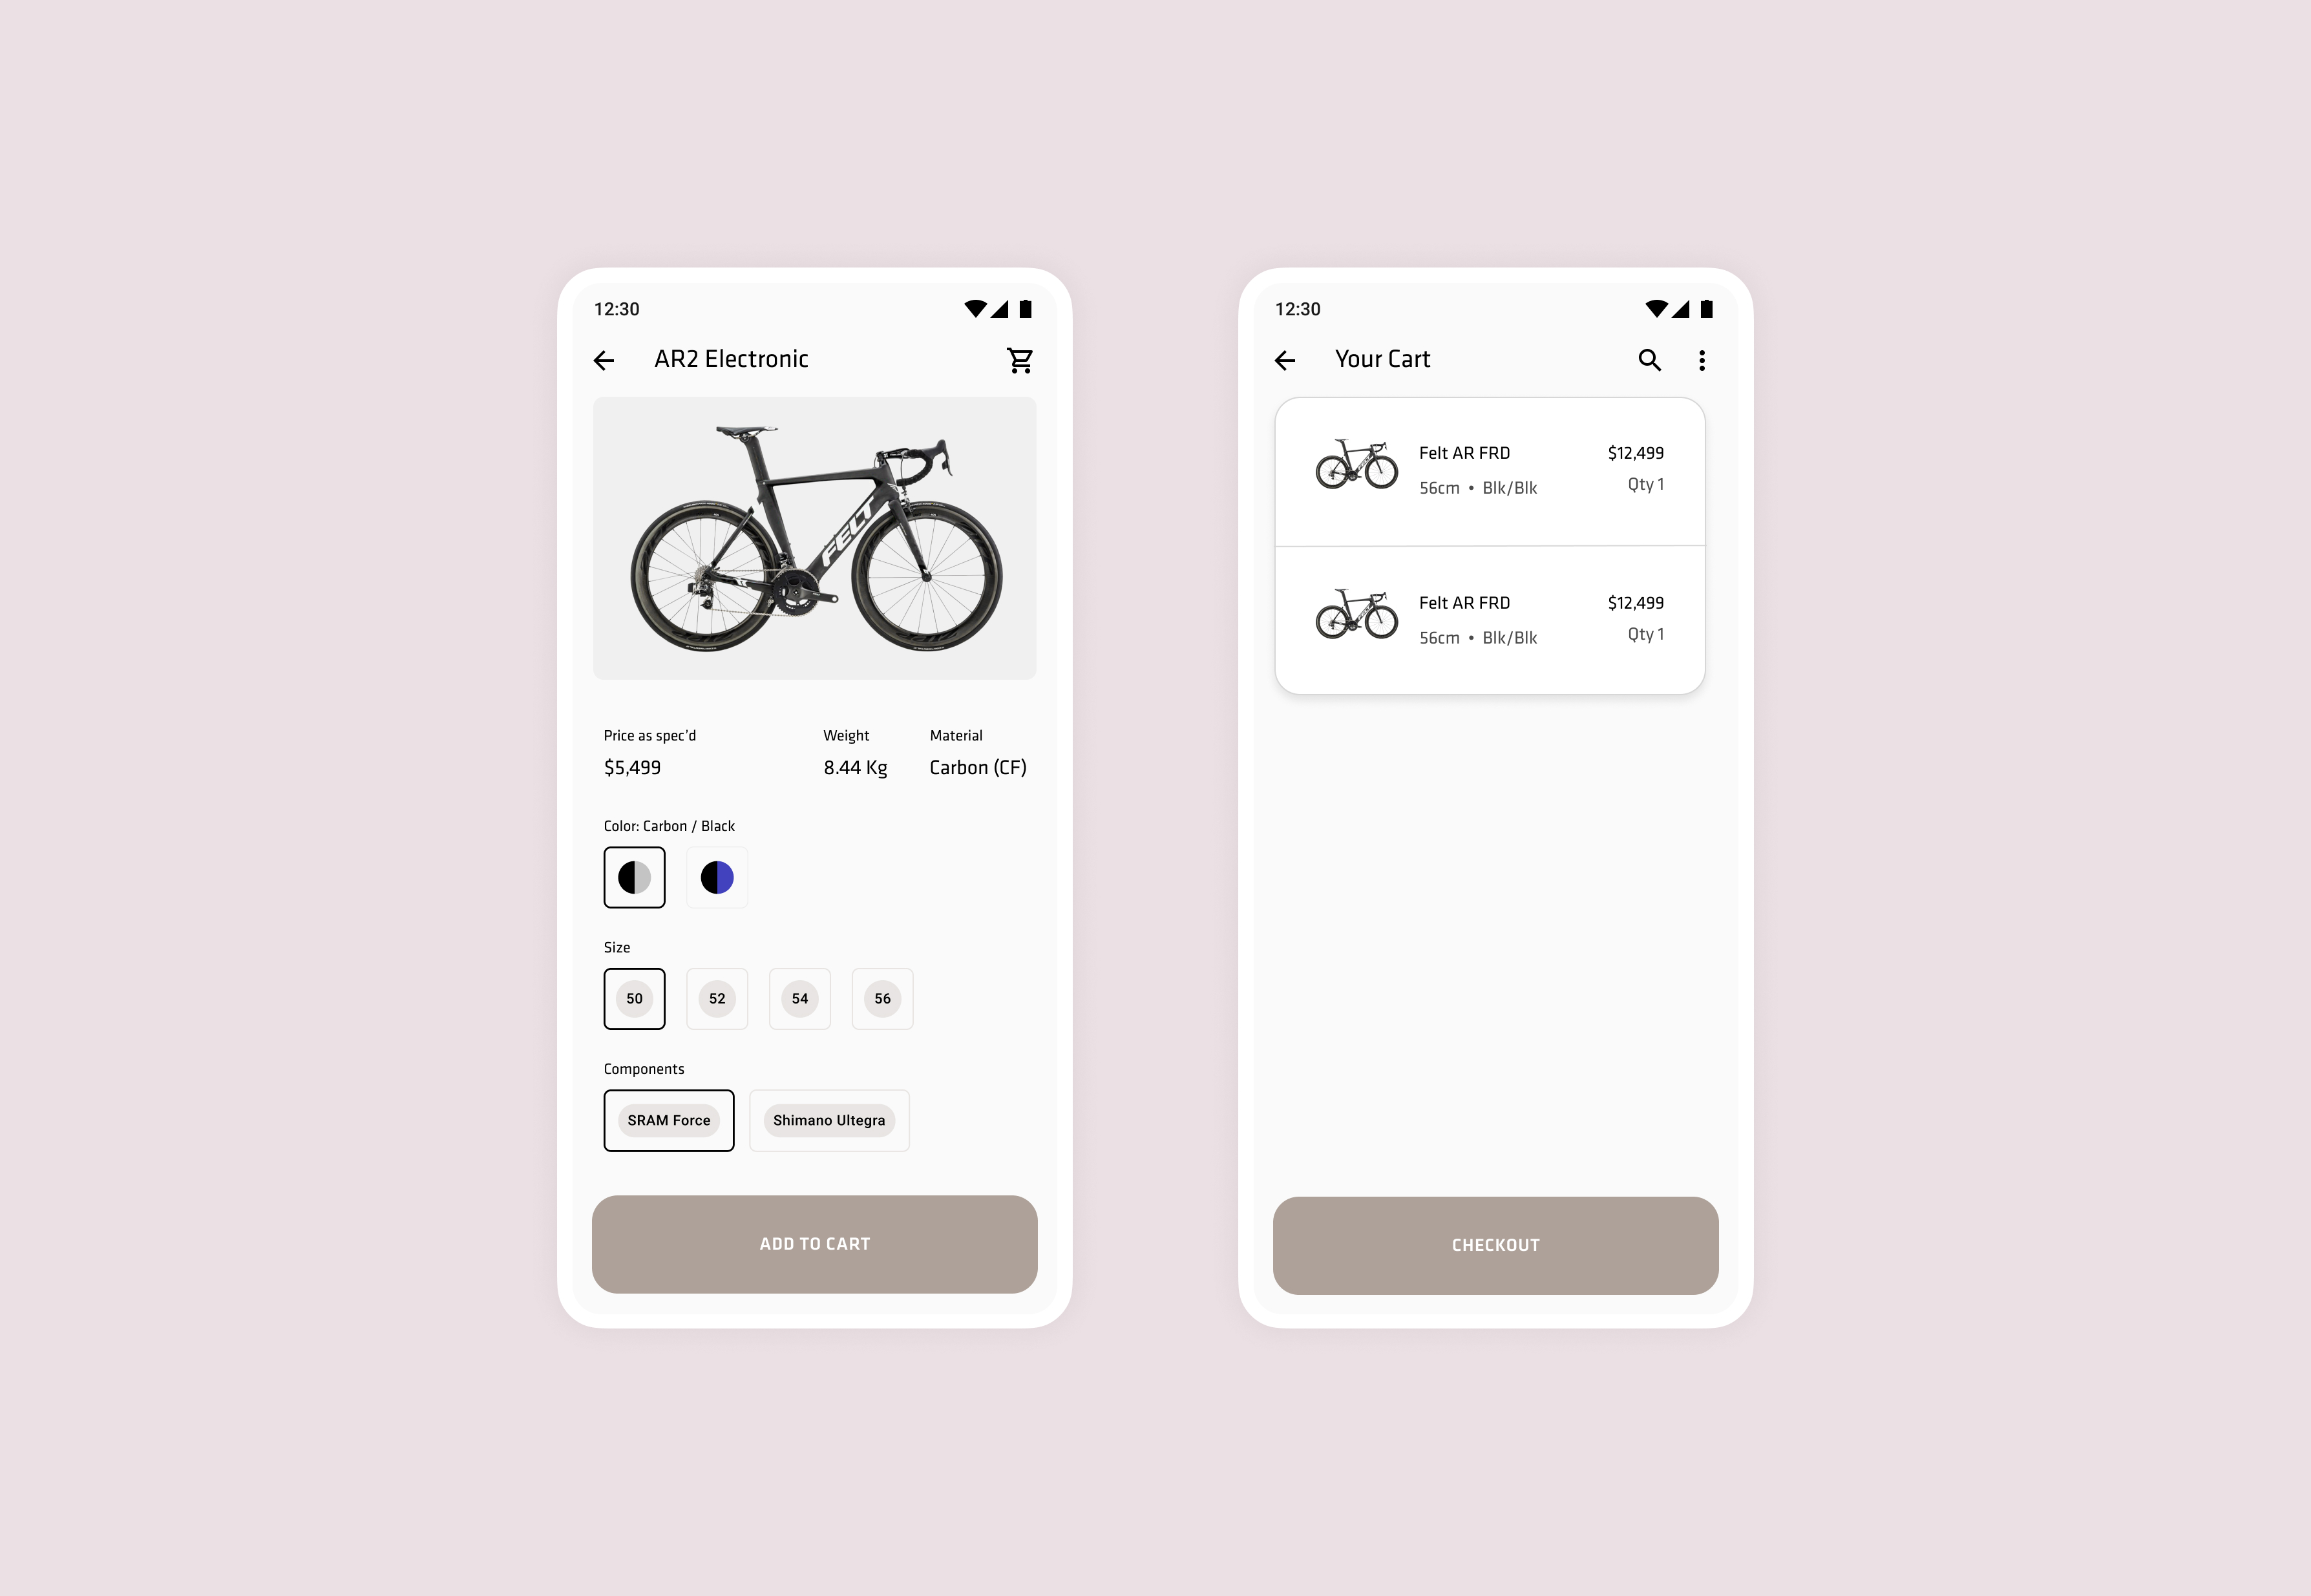 12:30
AR2 Electronic
FELT
Price as spec'd
Weight
Material
$5,499
8.44 Kg
Carbon (CF)
Color: Carbon / Black
Size
50
52
54
56
Components
SRAM Force
Shimano Ultegra
ADD TO CART
12:30
Your Cart
Felt AR FRD
$12,499
56cm • Blk/Blk
Qty 1
Felt AR FRD
$12,499
56cm • Blk/Blk
Qty 1
CHECKOUT